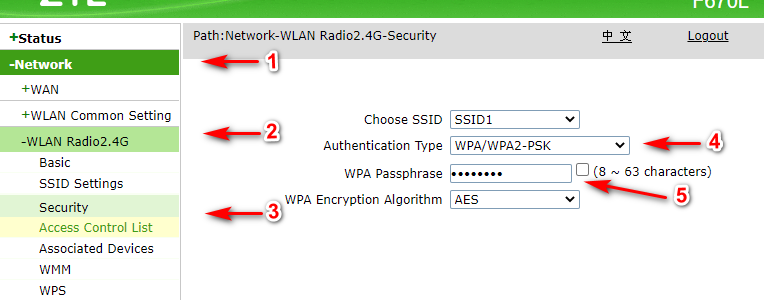 ZTE
F670L
+Status
-Network
+WAN
+WLAN Common Setting
-WLAN Radio2.4G
Basic
SSID Settings
Security
Access Control List
Associated Devices
WMM
WPS
Path:Network-WLAN Radio2.4G-Security
中 文
Logout
1
2
3
Choose SSID SSID1
Authentication Type WPA/WPA2-PSK
4
WPA Passphrase •••••••• (8 ~ 63 characters)
5
WPA Encryption Algorithm AES